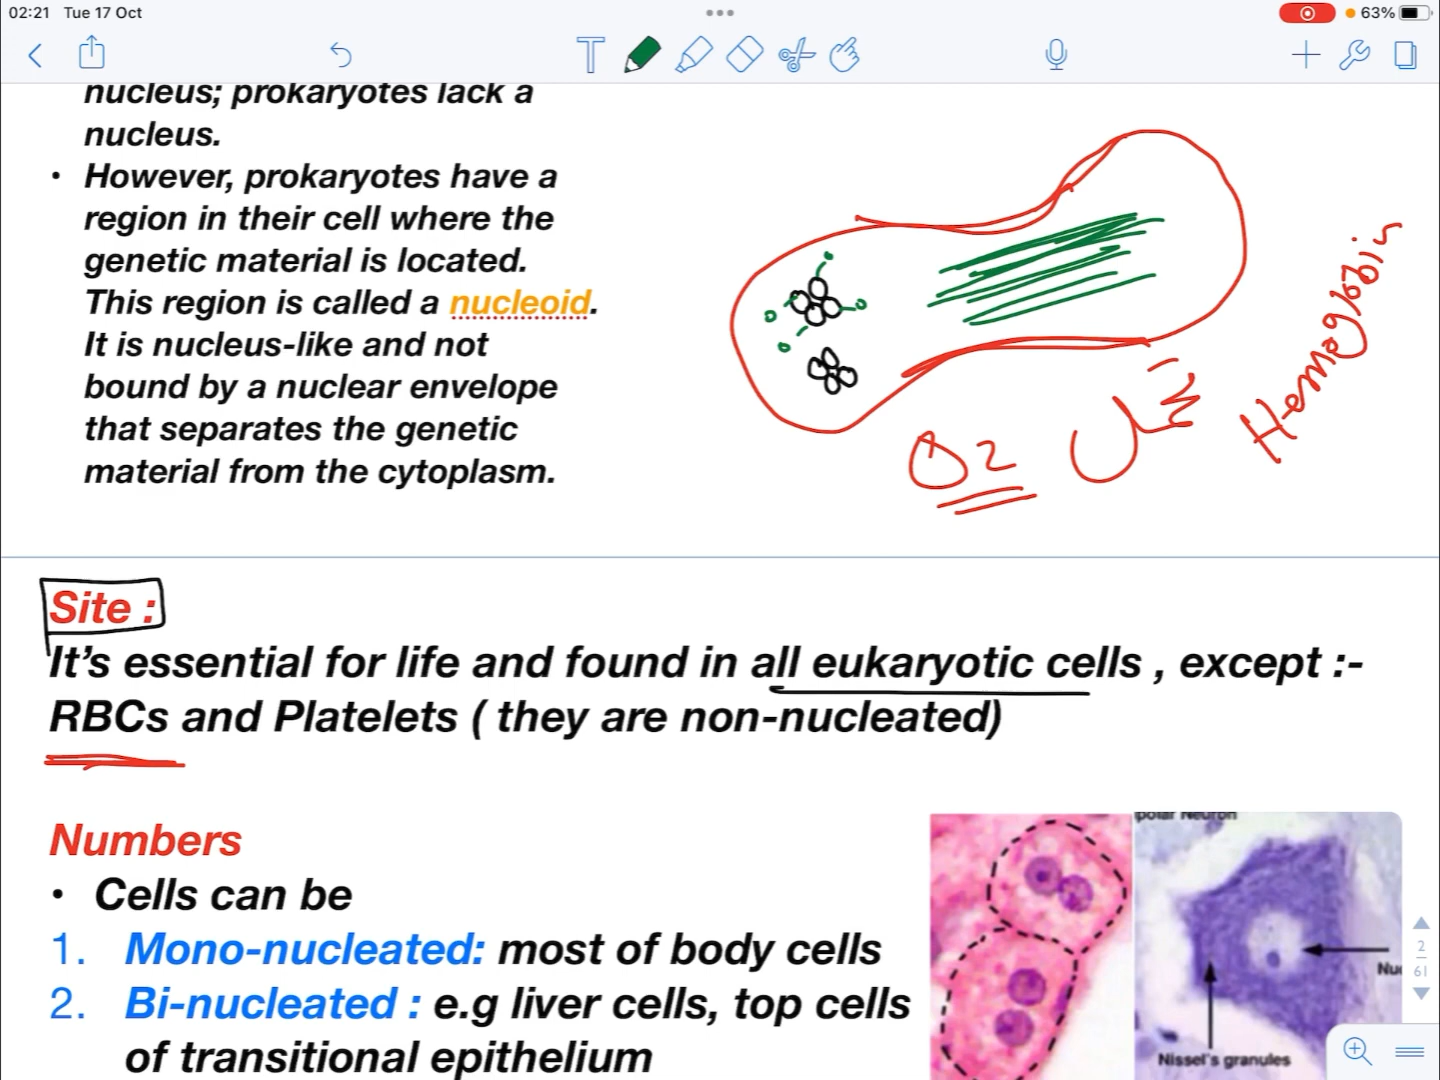 02:21 Tue 17 Oct
63%
nucleus; prokaryotes lack a
nucleus.
• However, prokaryotes have a
region in their cell where the
genetic material is located.
This region is called a nucleoid.
It is nucleus-like and not
bound by a nuclear envelope
that separates the genetic
material from the cytoplasm.
O2
Hemoglobin
Site :
It's essential for life and found in all eukaryotic cells , except :-
RBCs and Platelets ( they are non-nucleated)
Numbers
• Cells can be
1. Mono-nucleated: most of body cells
2. Bi-nucleated : e.g liver cells, top cells
of transitional epithelium
polar Neuron
Nu
Nissel's granules
2
61